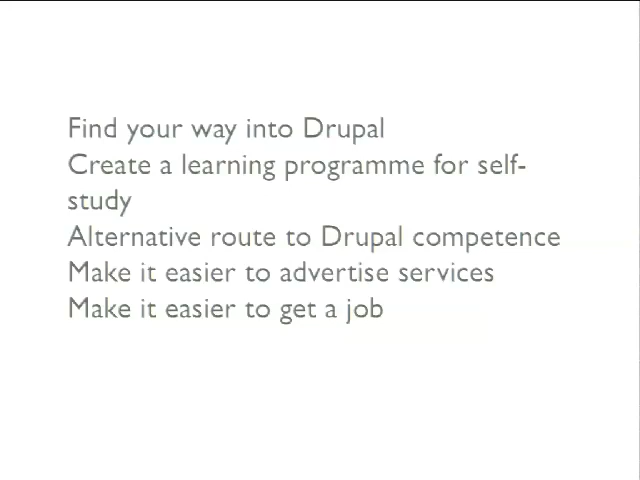 Find your way into Drupal
Create a learning programme for self-
study
Alternative route to Drupal competence
Make it easier to advertise services
Make it easier to get a job